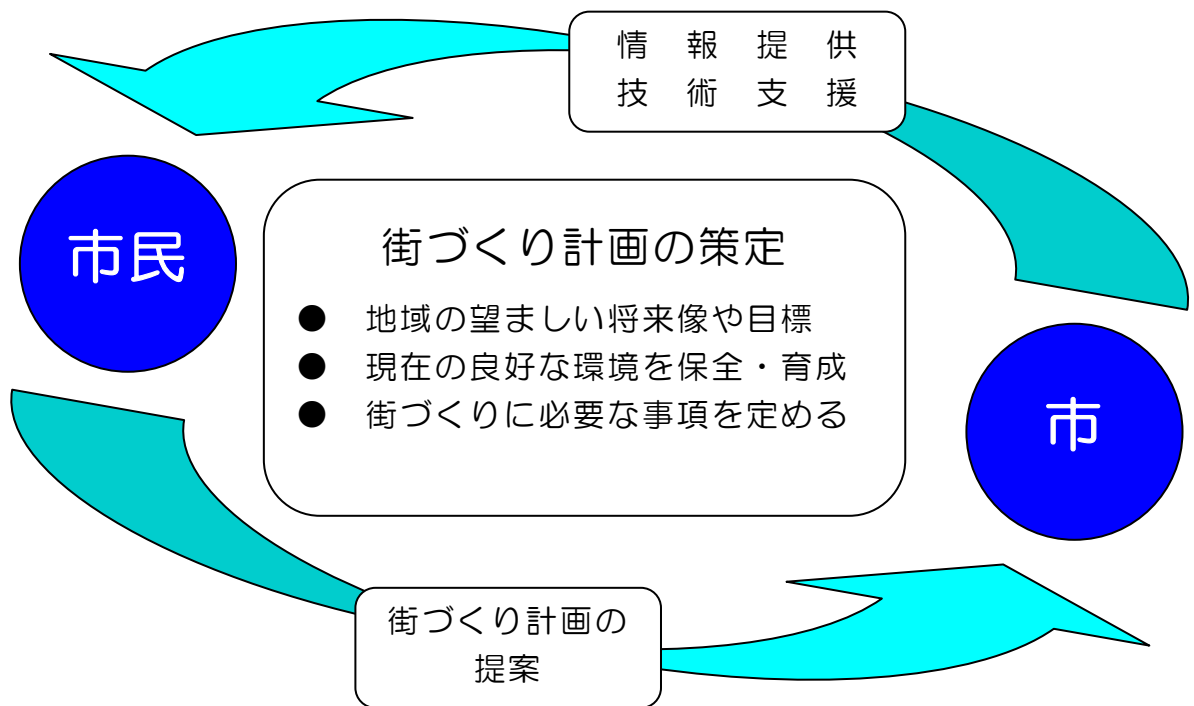 情報提供
技術支援
市民
街づくり計画の策定
● 地域の望ましい将来像や目標
● 現在の良好な環境を保全・育成
● 街づくりに必要な事項を定める
市
街づくり計画の
提案